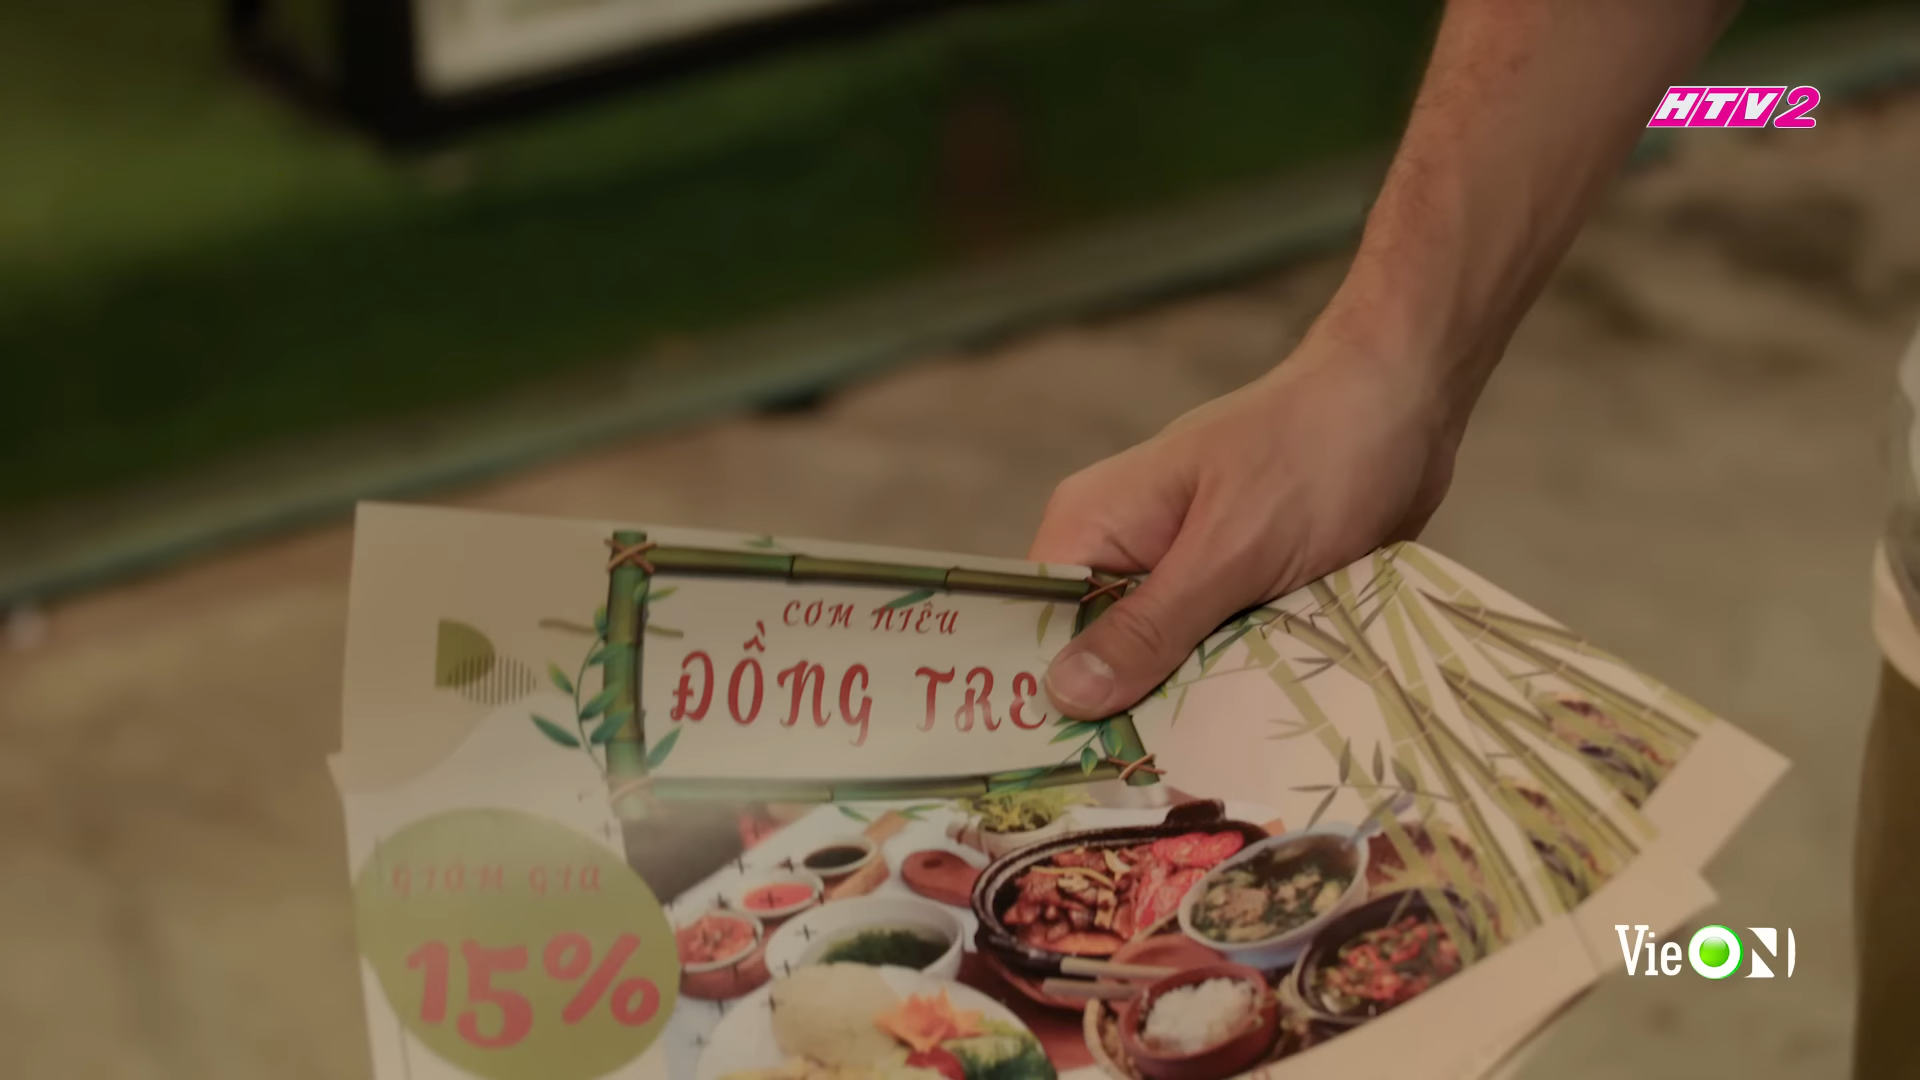 HTV2
CƠM NIÊU
ĐỒNG TRE
GIẢM GIÁ
15%
VieON